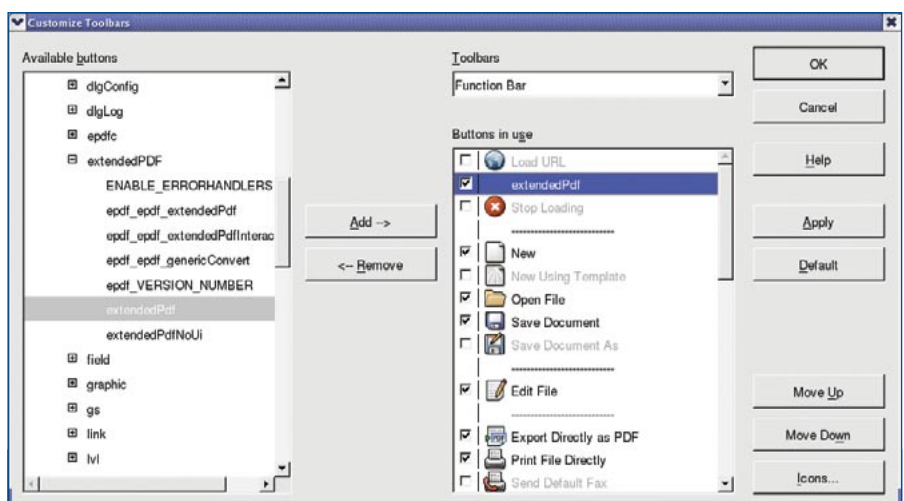 Customize Toolbars
Available buttons
dlgConfig
dlgLog
epdfc
extendedPDF
ENABLE_ERRORHANDLERS
epdf_epdf_extendedPdf
epdf_epdf_extendedPdfInterac
epdf_epdf_genericConvert
epdf_VERSION_NUMBER
extendedPdf
extendedPdfNoUi
field
graphic
gs
link
lvl
Add -->
<-- Remove
Toolbars
Function Bar
Buttons in use
Load URL
extendedPdf
Stop Loading
New
New Using Template
Open File
Save Document
Save Document As
Edit File
Export Directly as PDF
Print File Directly
Send Default Fax
OK
Cancel
Help
Apply
Default
Move Up
Move Down
Icons...